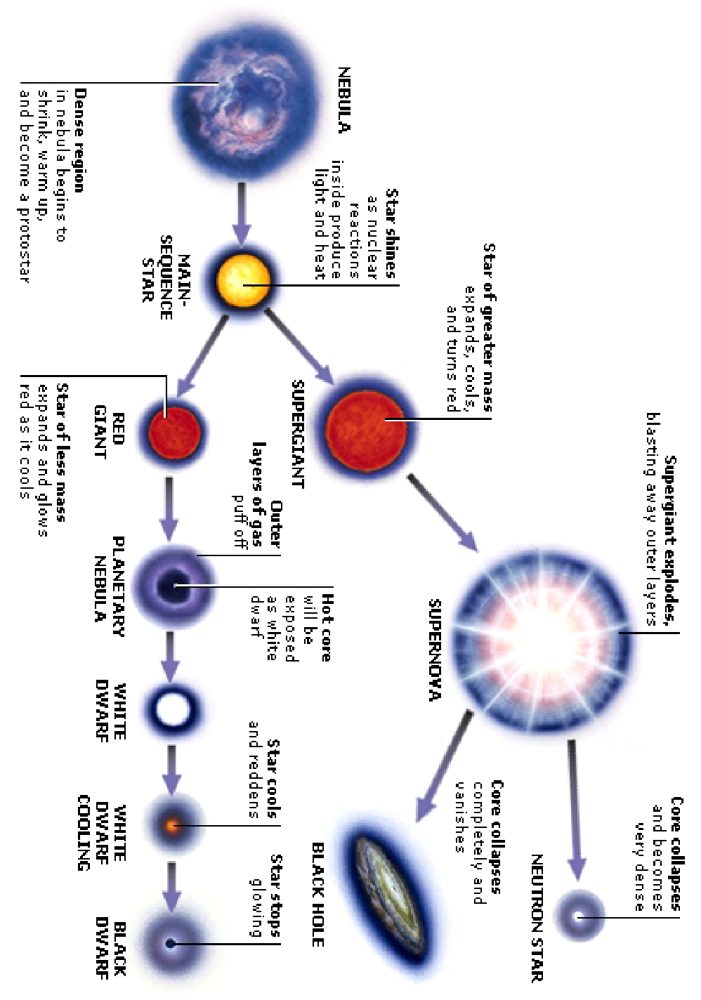 NEBULA
Dense region
in nebula begins to
shrink, warm up,
and become a protostar
Star shines
as nuclear
reactions
inside produce
light and heat
MAIN-
SEQUENCE
STAR
Star of greater mass
expands, cools,
and turns red
SUPERGIANT
Star of less mass
expands and glows
red as it cools
RED
GIANT
Supergiant explodes,
blasting away outer layers
SUPERNOVA
Outer
layers of gas
puff off
PLANETARY
NEBULA
Hot core
will be
exposed
as white
dwarf
WHITE
DWARF
Star cools
and reddens
WHITE
DWARF
COOLING
Star stops
glowing
BLACK
DWARF
Core collapses
completely and
vanishes
BLACK HOLE
Core collapses
and becomes
very dense
NEUTRON STAR